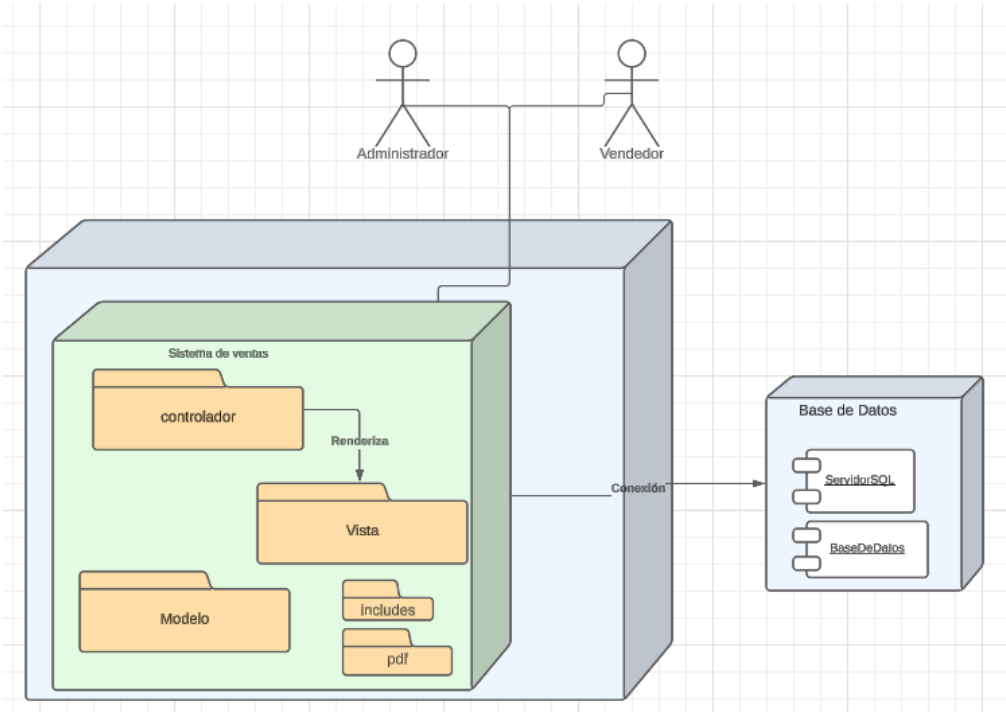 Administrador
Vendedor
Sistema de ventas
controlador
Renderiza
Vista
Modelo
includes
pdf
Conexión
Base de Datos
ServidorSQL
BaseDeDatos